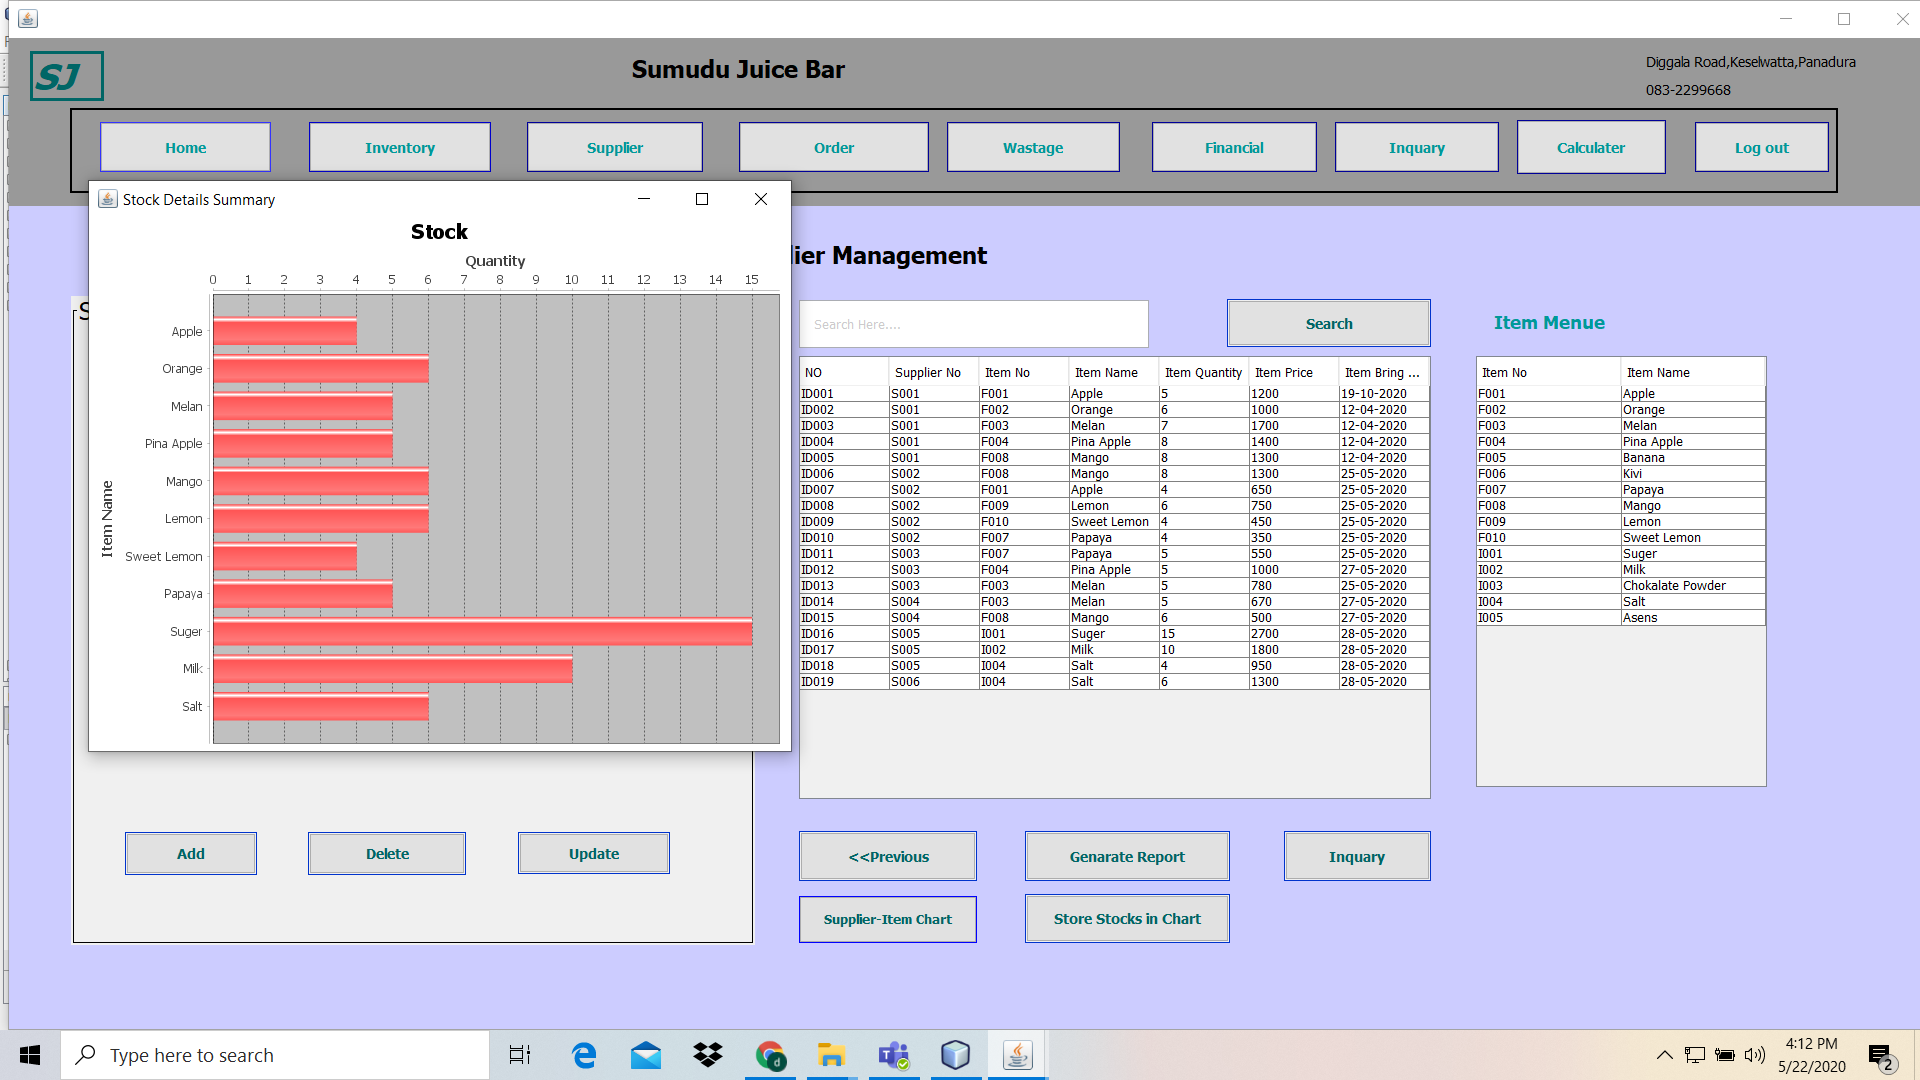 SJ
Sumudu Juice Bar
Diggala Road,Keselwatta,Panadura
083-2299668
Home Inventory Supplier Order Wastage Financial Inquary Calculater Log out
Stock Details Summary
Stock
Quantity
0 1 2 3 4 5 6 7 8 9 10 11 12 13 14 15
Item Name
Apple
Orange
Melan
Pina Apple
Mango
Lemon
Sweet Lemon
Papaya
Suger
Milk
Salt
lier Management
S
Search Here....
Search
Item Menue
NO Supplier No Item No Item Name Item Quantity Item Price Item Bring ...
ID001 S001 F001 Apple 5 1200 19-10-2020
ID002 S001 F002 Orange 6 1000 12-04-2020
ID003 S001 F003 Melan 7 1700 12-04-2020
ID004 S001 F004 Pina Apple 8 1400 12-04-2020
ID005 S001 F008 Mango 8 1300 12-04-2020
ID006 S002 F008 Mango 8 1300 25-05-2020
ID007 S002 F001 Apple 4 650 25-05-2020
ID008 S002 F009 Lemon 6 750 25-05-2020
ID009 S002 F010 Sweet Lemon 4 450 25-05-2020
ID010 S002 F007 Papaya 4 350 25-05-2020
ID011 S003 F007 Papaya 5 550 25-05-2020
ID012 S003 F004 Pina Apple 5 1000 27-05-2020
ID013 S003 F003 Melan 5 780 25-05-2020
ID014 S004 F003 Melan 5 670 27-05-2020
ID015 S004 F008 Mango 6 500 27-05-2020
ID016 S005 I001 Suger 15 2700 28-05-2020
ID017 S005 I002 Milk 10 1800 28-05-2020
ID018 S005 I004 Salt 4 950 28-05-2020
ID019 S006 I004 Salt 6 1300 28-05-2020
Item No Item Name
F001 Apple
F002 Orange
F003 Melan
F004 Pina Apple
F005 Banana
F006 Kivi
F007 Papaya
F008 Mango
F009 Lemon
F010 Sweet Lemon
I001 Suger
I002 Milk
I003 Chokalate Powder
I004 Salt
I005 Asens
Add Delete Update
<<Previous Genarate Report Inquary
Supplier-Item Chart Store Stocks in Chart
Type here to search
d
4:12 PM
5/22/2020
2